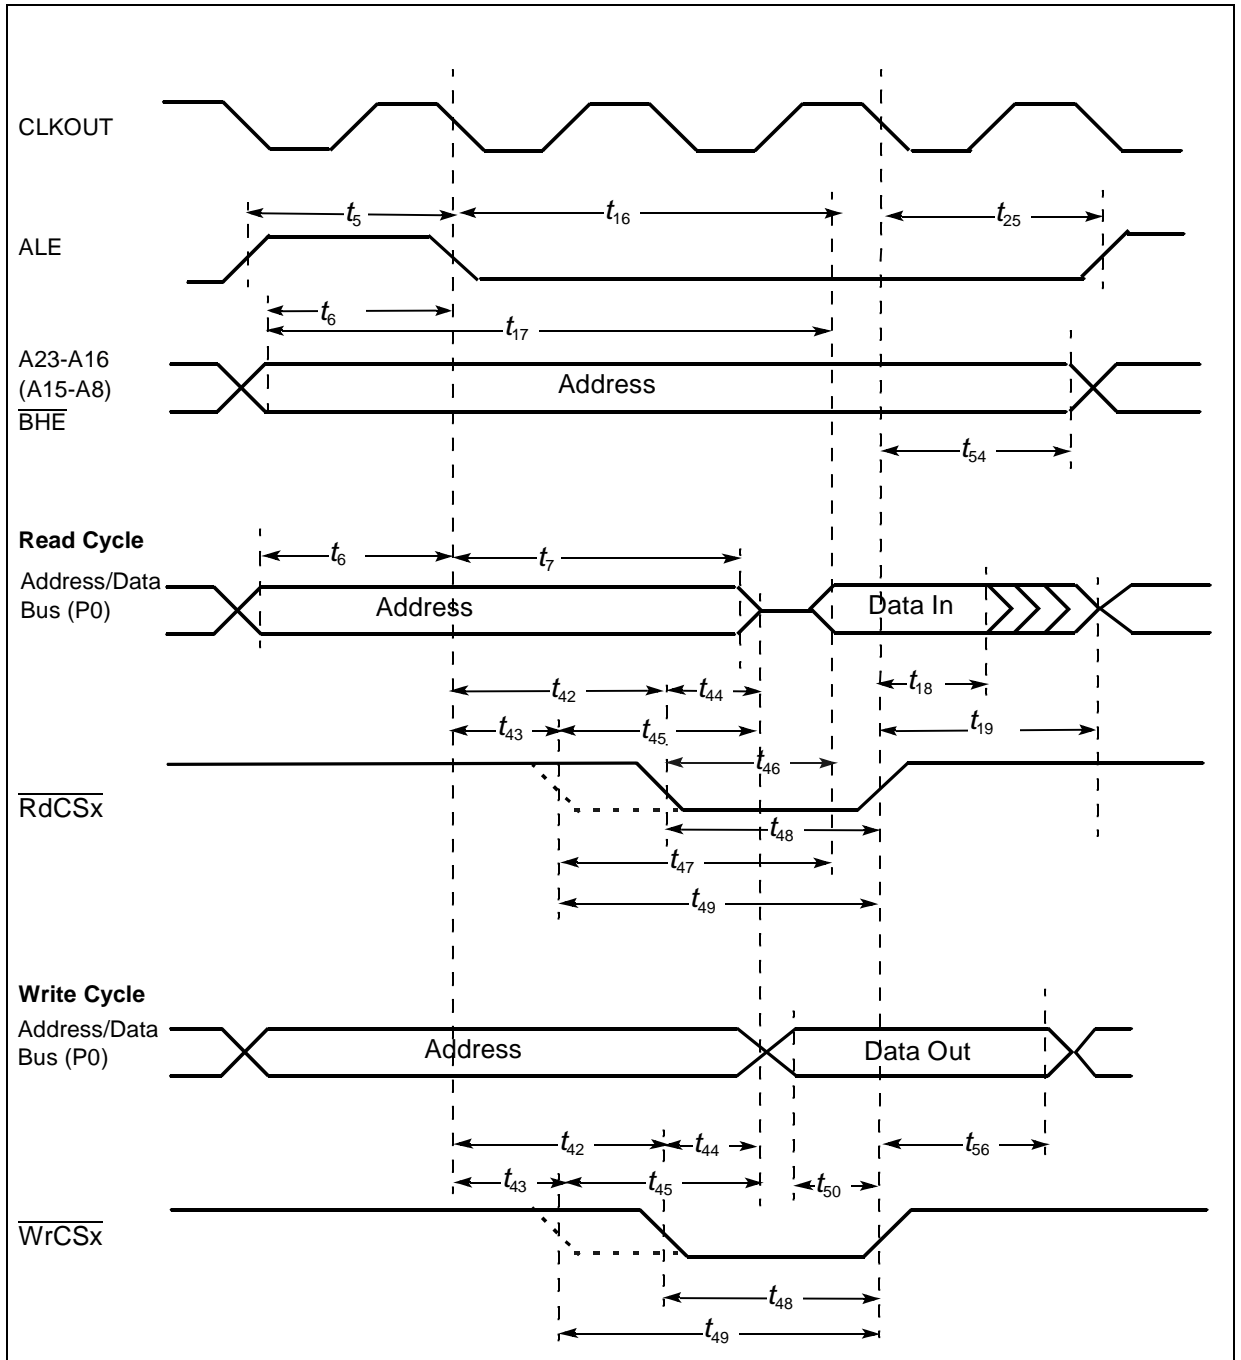 CLKOUT
t5
t16
t25
ALE
t6
t17
A23-A16
(A15-A8)
BHE
Address
t54
Read Cycle
t6
t7
Address/Data
Bus (P0)
Address
Data In
t42
t44
t18
t43
t45
t19
t46
RdCSx
t48
t47
t49
Write Cycle
Address/Data
Bus (P0)
Address
Data Out
t42
t44
t56
t43
t45
t50
WrCSx
t48
t49